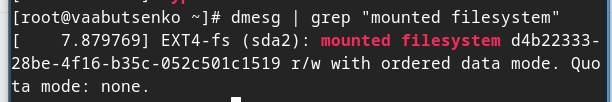 [root@vaabutsenko ~]# dmesg | grep "mounted filesystem"
[    7.879769] EXT4-fs (sda2): mounted filesystem d4b22333-
28be-4f16-b35c-052c501c1519 r/w with ordered data mode. Quo
ta mode: none.